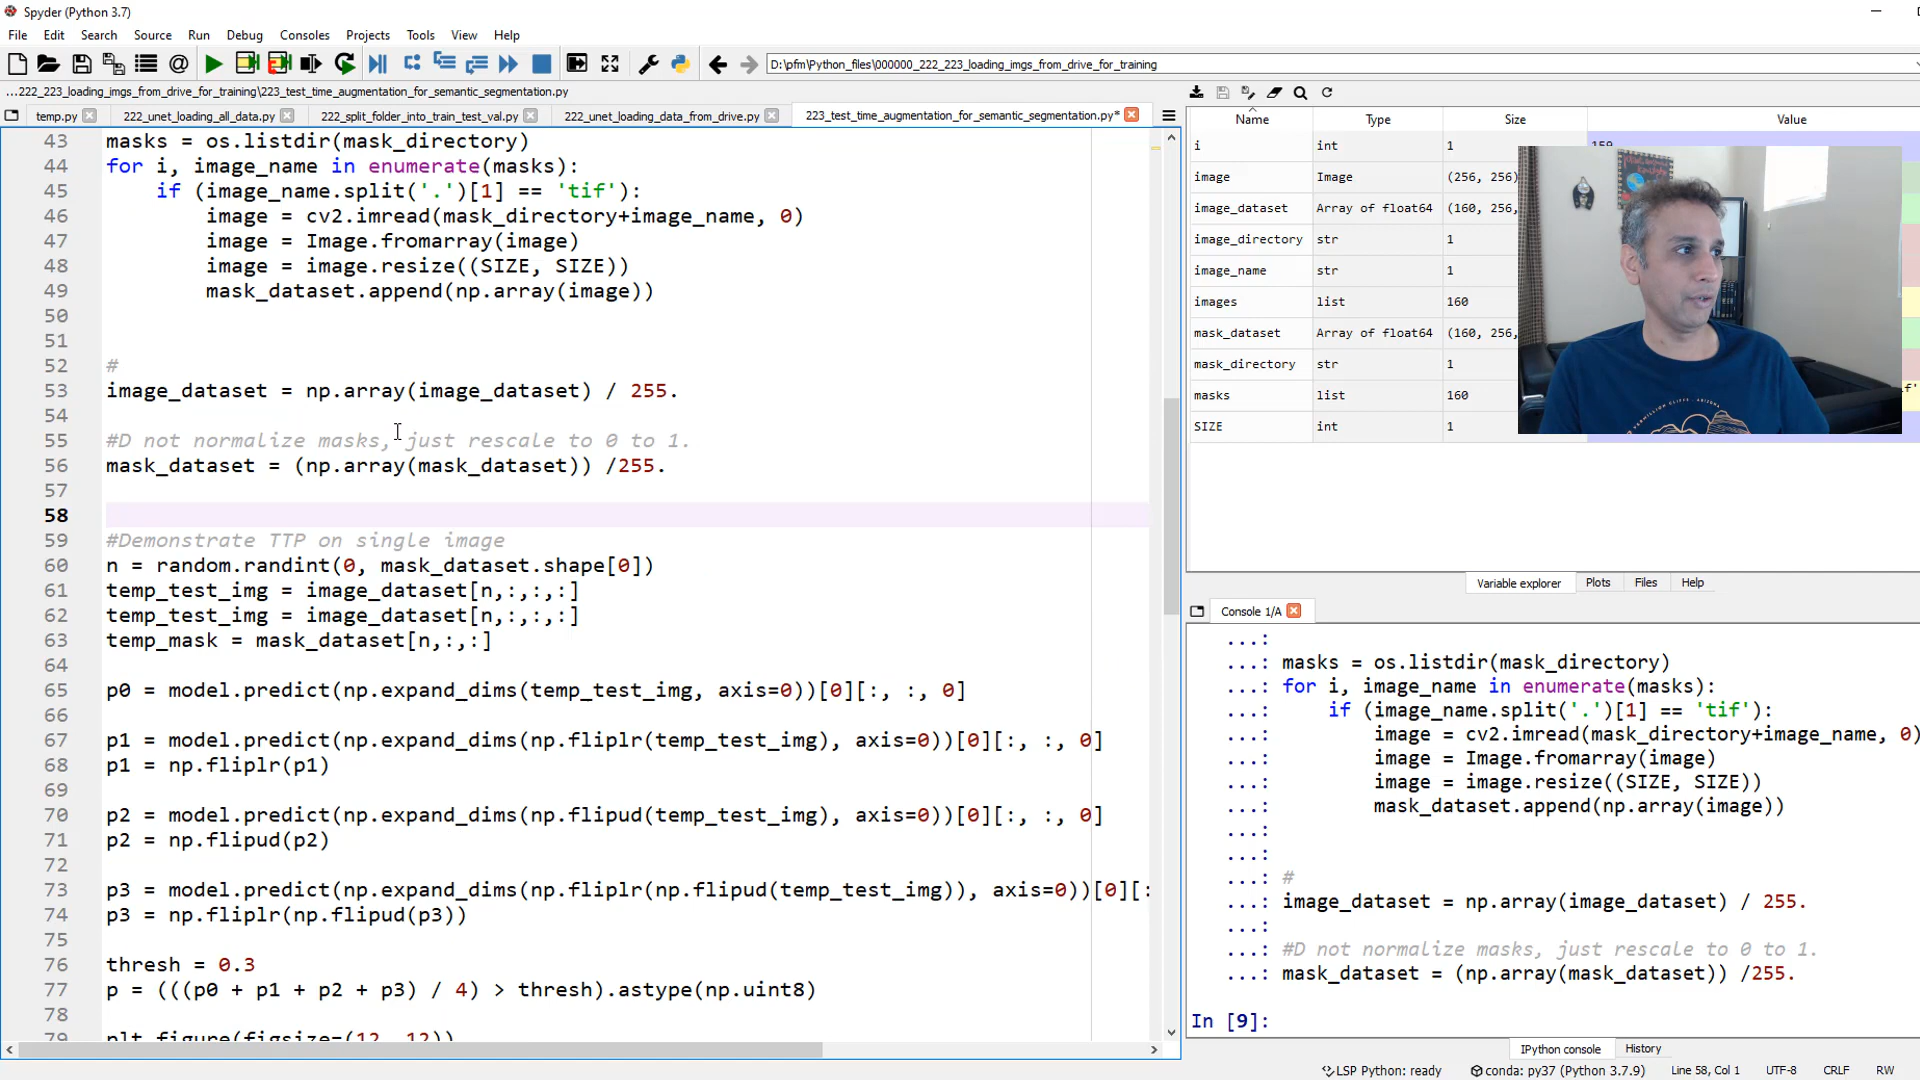 Spyder (Python 3.7)
File Edit Search Source Run Debug Consoles Projects Tools View Help
D:\pfm\Python_files\000000_222_223_loading_imgs_from_drive_for_training
...222_223_loading_imgs_from_drive_for_training\223_test_time_augmentation_for_semantic_segmentation.py
temp.py 222_unet_loading_all_data.py 222_split_folder_into_train_test_val.py 222_unet_loading_data_from_drive.py 223_test_time_augmentation_for_semantic_segmentation.py*
43 masks = os.listdir(mask_directory)
44 for i, image_name in enumerate(masks):
45 if (image_name.split('.')[1] == 'tif'):
46 image = cv2.imread(mask_directory+image_name, 0)
47 image = Image.fromarray(image)
48 image = image.resize((SIZE, SIZE))
49 mask_dataset.append(np.array(image))
50
51
52 #
53 image_dataset = np.array(image_dataset) / 255.
54
55 #D not normalize masks, just rescale to 0 to 1.
56 mask_dataset = (np.array(mask_dataset)) /255.
57
58
59 #Demonstrate TTP on single image
60 n = random.randint(0, mask_dataset.shape[0])
61 temp_test_img = image_dataset[n,:,:,:]
62 temp_test_img = image_dataset[n,:,:,:]
63 temp_mask = mask_dataset[n,:,:]
64
65 p0 = model.predict(np.expand_dims(temp_test_img, axis=0))[0][:, :, 0]
66
67 p1 = model.predict(np.expand_dims(np.fliplr(temp_test_img), axis=0))[0][:, :, 0]
68 p1 = np.fliplr(p1)
69
70 p2 = model.predict(np.expand_dims(np.flipud(temp_test_img), axis=0))[0][:, :, 0]
71 p2 = np.flipud(p2)
72
73 p3 = model.predict(np.expand_dims(np.fliplr(np.flipud(temp_test_img)), axis=0))[0][:
74 p3 = np.fliplr(np.flipud(p3))
75
76 thresh = 0.3
77 p = (((p0 + p1 + p2 + p3) / 4) > thresh).astype(np.uint8)
78
79 plt.figure(figsize=(12, 12))
Name Type Size Value
i int 1 159
image Image (256, 256)
image_dataset Array of float64 (160, 256,
image_directory str 1
image_name str 1
images list 160
mask_dataset Array of float64 (160, 256,
mask_directory str 1
masks list 160
SIZE int 1
Variable explorer Plots Files Help
Console 1/A
...:
...: masks = os.listdir(mask_directory)
...: for i, image_name in enumerate(masks):
...: if (image_name.split('.')[1] == 'tif'):
...: image = cv2.imread(mask_directory+image_name, 0)
...: image = Image.fromarray(image)
...: image = image.resize((SIZE, SIZE))
...: mask_dataset.append(np.array(image))
...:
...:
...: #
...: image_dataset = np.array(image_dataset) / 255.
...:
...: #D not normalize masks, just rescale to 0 to 1.
...: mask_dataset = (np.array(mask_dataset)) /255.
In [9]:
IPython console History
LSP Python: ready conda: py37 (Python 3.7.9) Line 58, Col 1 UTF-8 CRLF RW